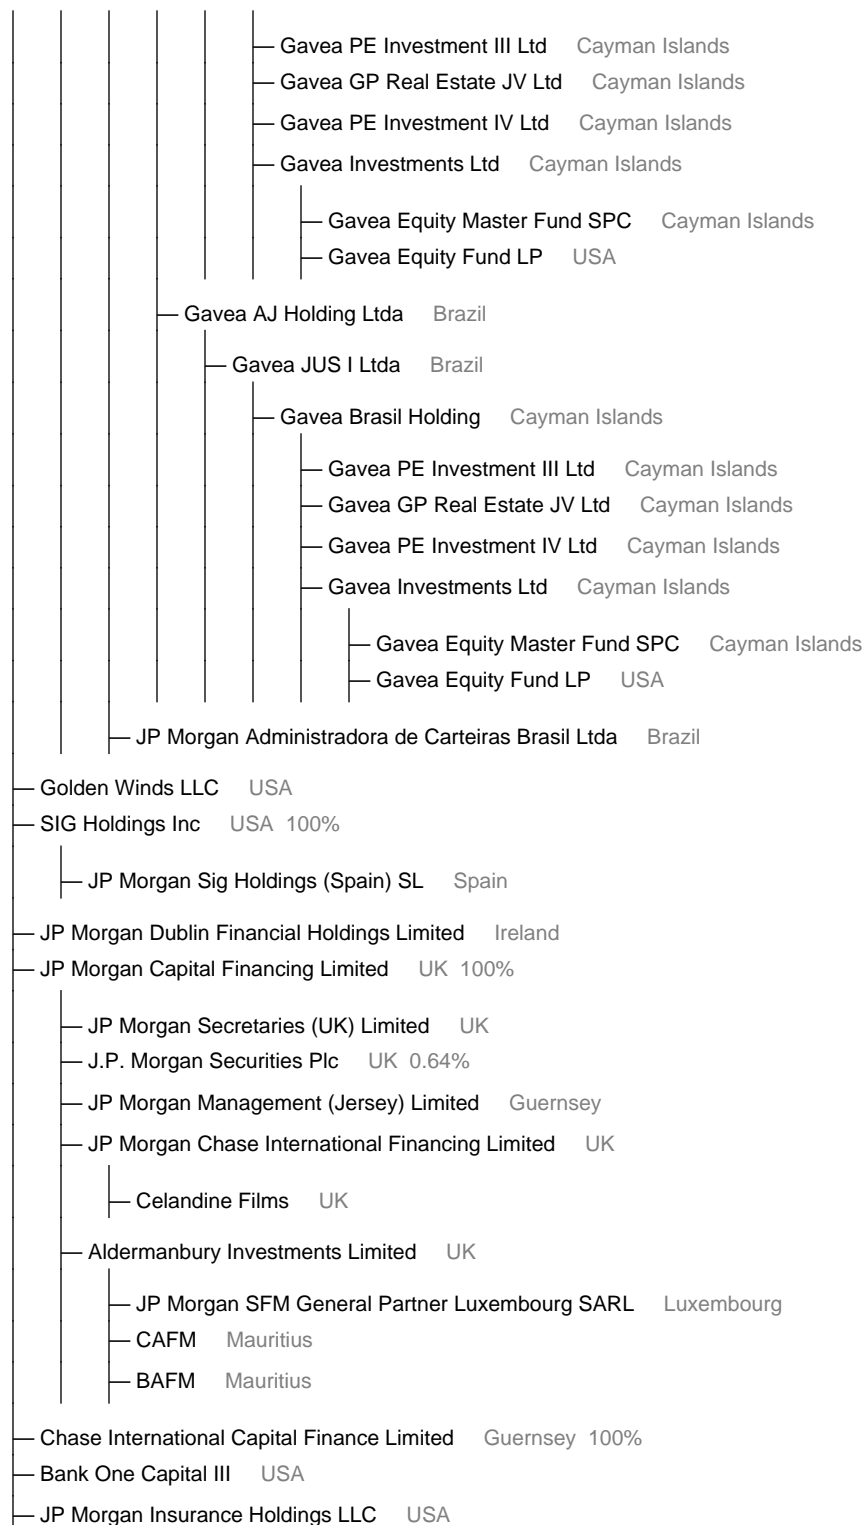 Gavea PE Investment III Ltd Cayman Islands
Gavea GP Real Estate JV Ltd Cayman Islands
Gavea PE Investment IV Ltd Cayman Islands
Gavea Investments Ltd Cayman Islands
Gavea Equity Master Fund SPC Cayman Islands
Gavea Equity Fund LP USA
Gavea AJ Holding Ltda Brazil
Gavea JUS I Ltda Brazil
Gavea Brasil Holding Cayman Islands
Gavea PE Investment III Ltd Cayman Islands
Gavea GP Real Estate JV Ltd Cayman Islands
Gavea PE Investment IV Ltd Cayman Islands
Gavea Investments Ltd Cayman Islands
Gavea Equity Master Fund SPC Cayman Islands
Gavea Equity Fund LP USA
JP Morgan Administradora de Carteiras Brasil Ltda Brazil
Golden Winds LLC USA
SIG Holdings Inc USA 100%
JP Morgan Sig Holdings (Spain) SL Spain
JP Morgan Dublin Financial Holdings Limited Ireland
JP Morgan Capital Financing Limited UK 100%
JP Morgan Secretaries (UK) Limited UK
J.P. Morgan Securities Plc UK 0.64%
JP Morgan Management (Jersey) Limited Guernsey
JP Morgan Chase International Financing Limited UK
Celandine Films UK
Aldermanbury Investments Limited UK
JP Morgan SFM General Partner Luxembourg SARL Luxembourg
CAFM Mauritius
BAFM Mauritius
Chase International Capital Finance Limited Guernsey 100%
Bank One Capital III USA
JP Morgan Insurance Holdings LLC USA